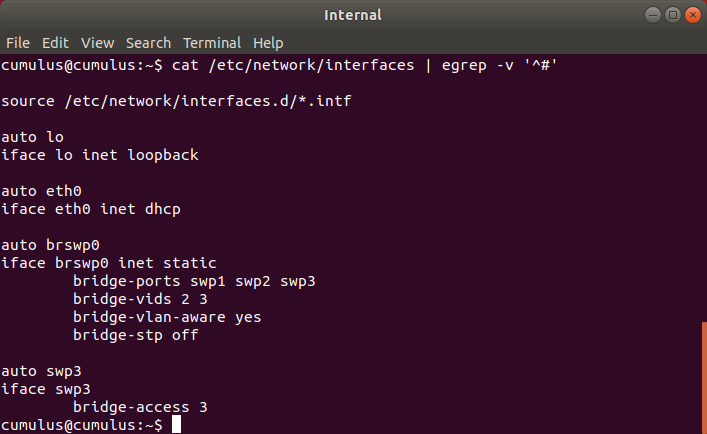 Internal
File Edit View Search Terminal Help
cumulus@cumulus:~$ cat /etc/network/interfaces | egrep -v '^#'

source /etc/network/interfaces.d/*.intf

auto lo
iface lo inet loopback

auto eth0
iface eth0 inet dhcp

auto brswp0
iface brswp0 inet static
        bridge-ports swp1 swp2 swp3
        bridge-vids 2 3
        bridge-vlan-aware yes
        bridge-stp off

auto swp3
iface swp3
        bridge-access 3
cumulus@cumulus:~$